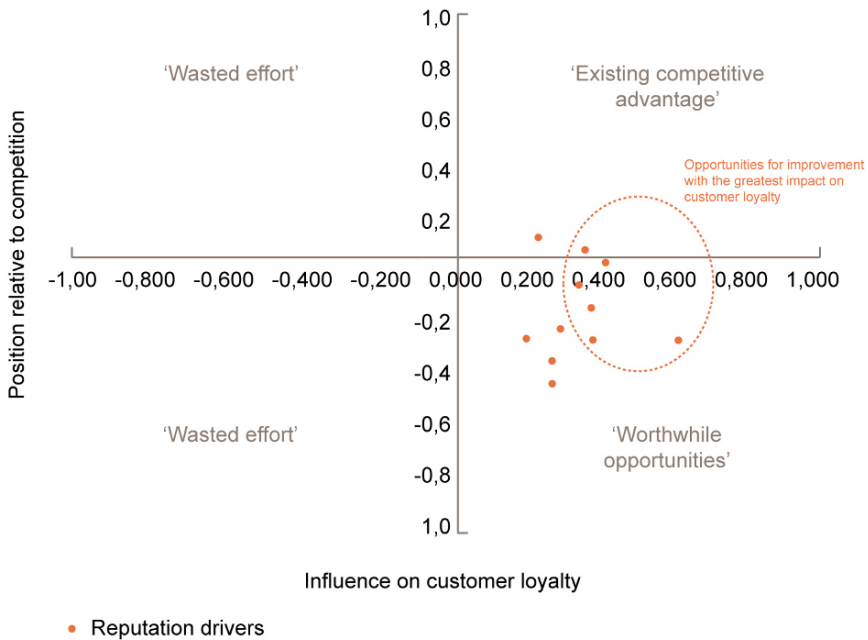 1,0
‘Wasted effort’
0,8
‘Existing competitive
advantage’
0,6
Position relative to competition
0,4
Opportunities for improvement
with the greatest impact on
customer loyalty
0,2
0,0
-1,00 -0,800 -0,600 -0,400 -0,200 0,000 0,200 0,400 0,600 0,800 1,000
-0,2
-0,4
‘Wasted effort’
-0,6
‘Worthwhile
opportunities’
-0,8
1,0
Influence on customer loyalty
Reputation drivers